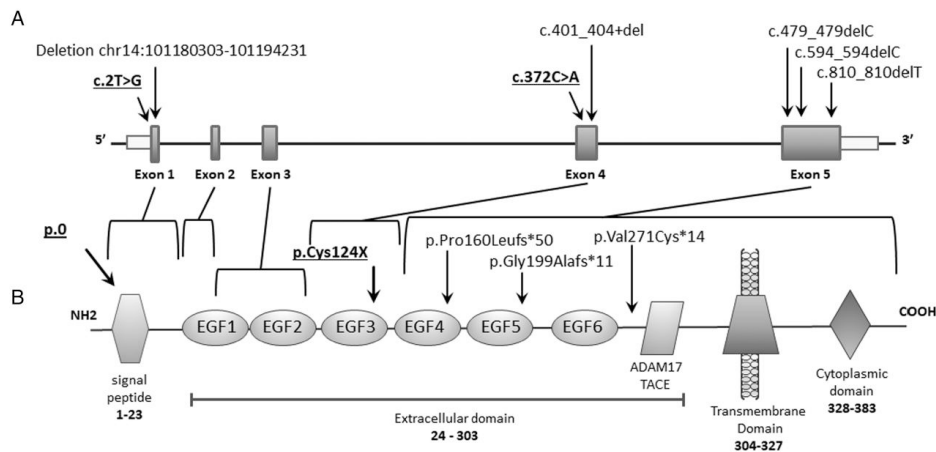 A
Deletion chr14:101180303-101194231
c.2T>G
c.401_404+del
c.372C>A
c.479_479delC
c.594_594delC
c.810_810delT
5’
3’
Exon 1
Exon 2
Exon 3
Exon 4
Exon 5
p.0
p.Cys124X
p.Pro160Leufs*50
p.Gly199Alafs*11
p.Val271Cys*14
B
NH2
EGF1
EGF2
EGF3
EGF4
EGF5
EGF6
COOH
signal
peptide
1-23
ADAM17
TACE
Extracellular domain
24 - 303
Transmembrane
Domain
304-327
Cytoplasmic
domain
328-383